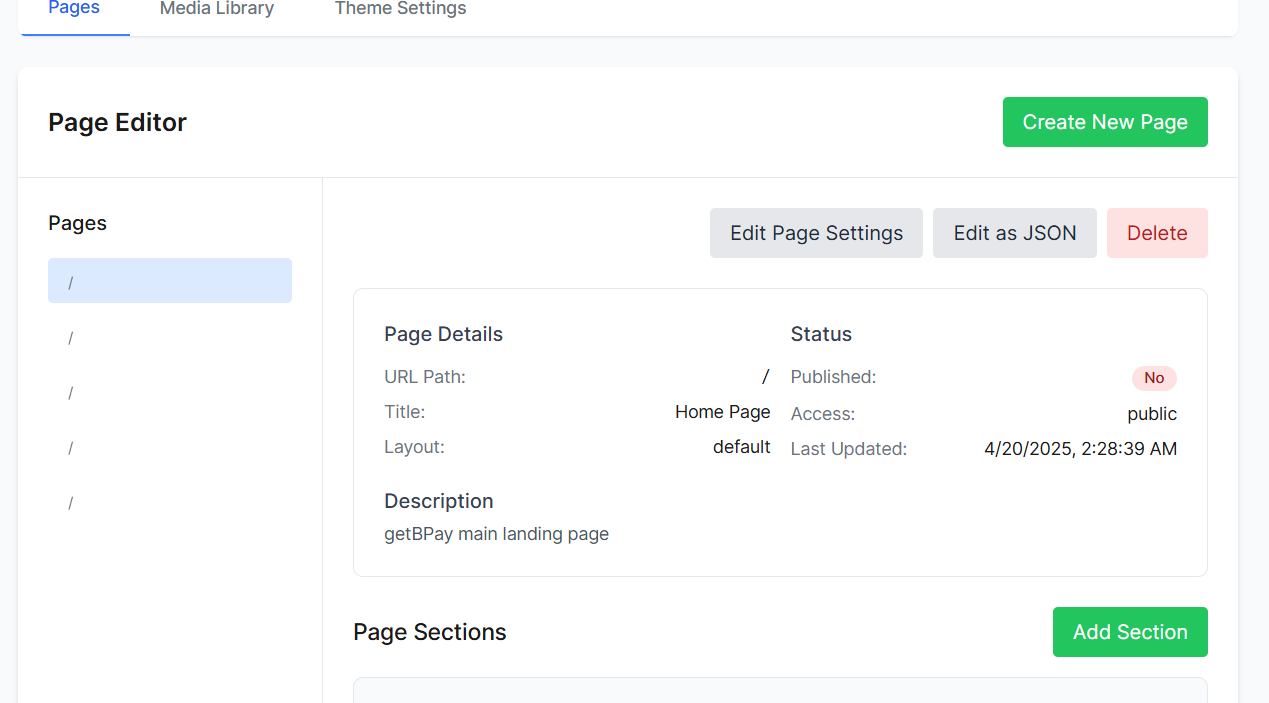 Pages Media Library Theme Settings
Page Editor Create New Page
Pages
/
/
/
/
/
Edit Page Settings Edit as JSON Delete
Page Details
URL Path: /
Title: Home Page
Layout: default
Status
Published: No
Access: public
Last Updated: 4/20/2025, 2:28:39 AM
Description
getBPay main landing page
Page Sections Add Section